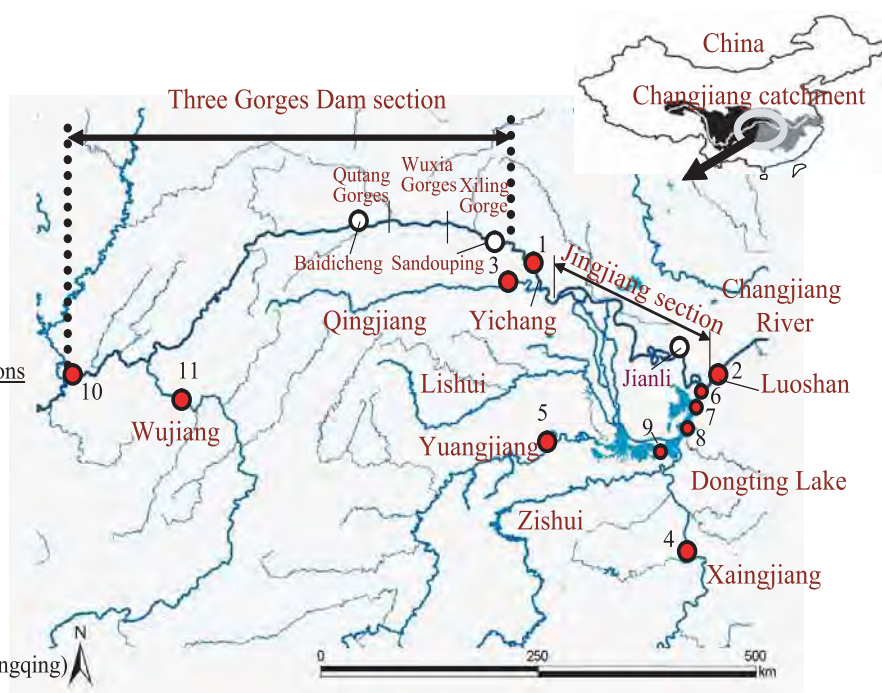 China
Changjiang catchment
Three Gorges Dam section
Qutang
Gorges
Wuxia
Gorges
Xiling
Gorge
Baidicheng
Sandouping
3
1
Jingjiang section
Changjiang
River
Qingjiang
Yichang
ons
10
11
Wujiang
Lishui
Jianli
2
Luoshan
6
7
8
5
9
Yuangjiang
Dongting Lake
Zishui
4
Xaingjiang
N
ngqing)
0
250
500
km